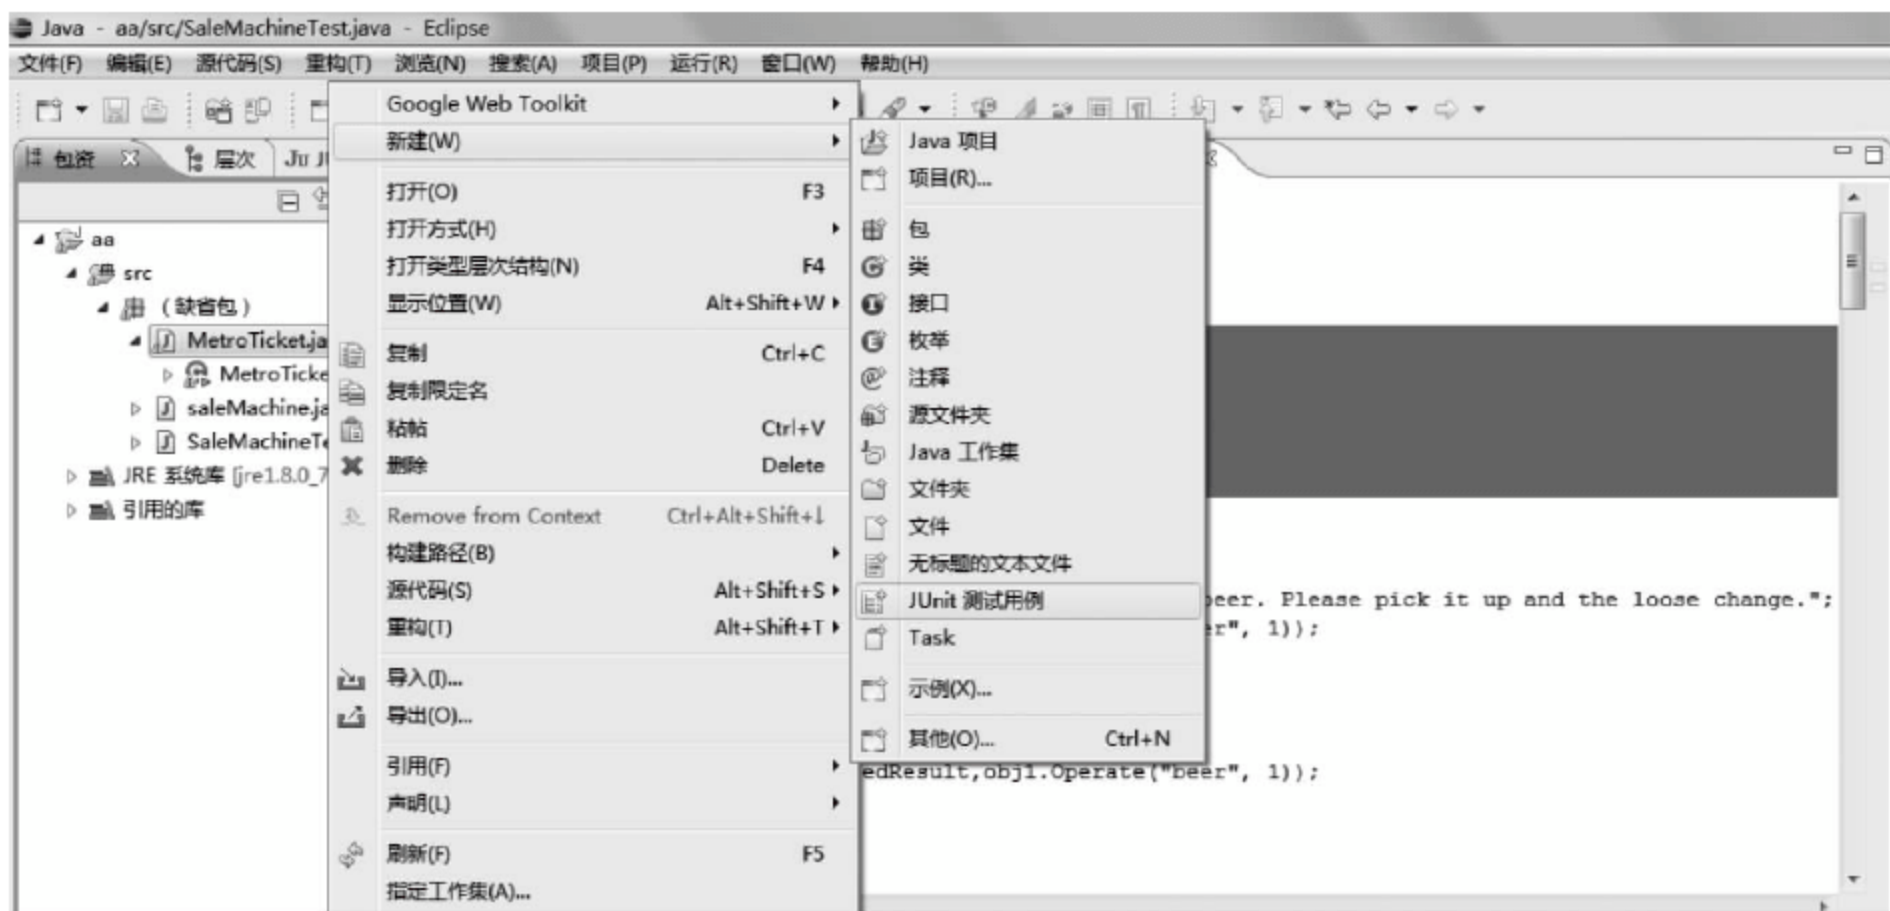 Java - aa/src/SaleMachineTest.java - Eclipse
文件(F) 编辑(E) 源代码(S) 重构(T) 浏览(N) 搜索(A) 项目(P) 运行(R) 窗口(W) 帮助(H)
包资 层次 Ju
aa
src
(缺省包)
MetroTicket.ja
MetroTicke
saleMachine.ja
SaleMachineTe
JRE 系统库 [jre1.8.0_7
引用的库
Google Web Toolkit
新建(W)
打开(O) F3
打开方式(H)
打开类型层次结构(N) F4
显示位置(W) Alt+Shift+W
复制 Ctrl+C
复制限定名
粘帖 Ctrl+V
删除 Delete
Remove from Context Ctrl+Alt+Shift+↓
构建路径(B)
源代码(S) Alt+Shift+S
重构(T) Alt+Shift+T
导入(I)...
导出(O)...
引用(F)
声明(L)
刷新(F) F5
指定工作集(A)...
Java 项目
项目(R)...
包
类
接口
枚举
注释
源文件夹
Java 工作集
文件夹
文件
无标题的文本文件
JUnit 测试用例
Task
示例(X)...
其他(O)... Ctrl+N
beer. Please pick it up and the loose change.";
er", 1));
edResult,obj1.Operate("beer", 1));